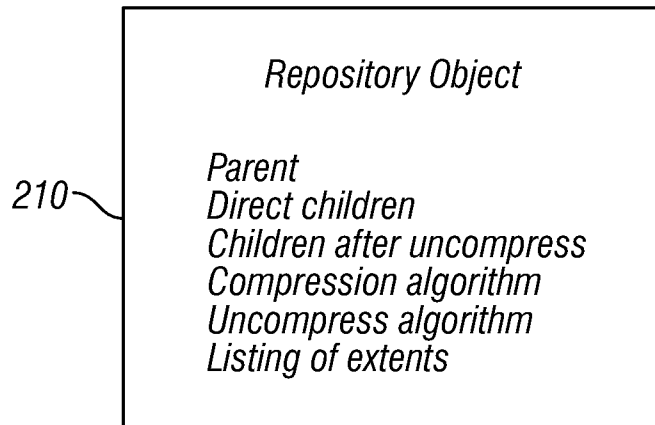 Repository Object
Parent
210
Direct children
Children after uncompress
Compression algorithm
Uncompress algorithm
Listing of extents